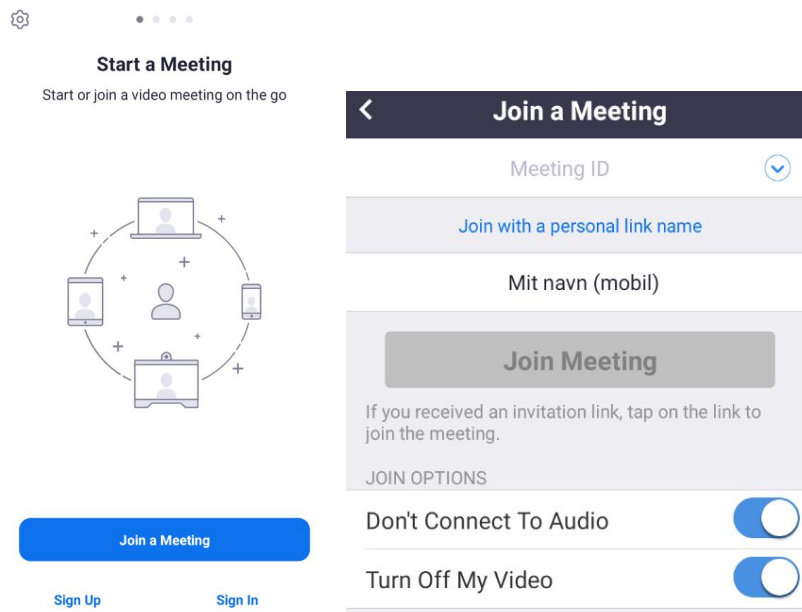 Start a Meeting
Start or join a video meeting on the go
Join a Meeting
Sign Up
Sign In
Join a Meeting
Meeting ID
Join with a personal link name
Mit navn (mobil)
Join Meeting
If you received an invitation link, tap on the link to
join the meeting.
JOIN OPTIONS
Don't Connect To Audio
Turn Off My Video